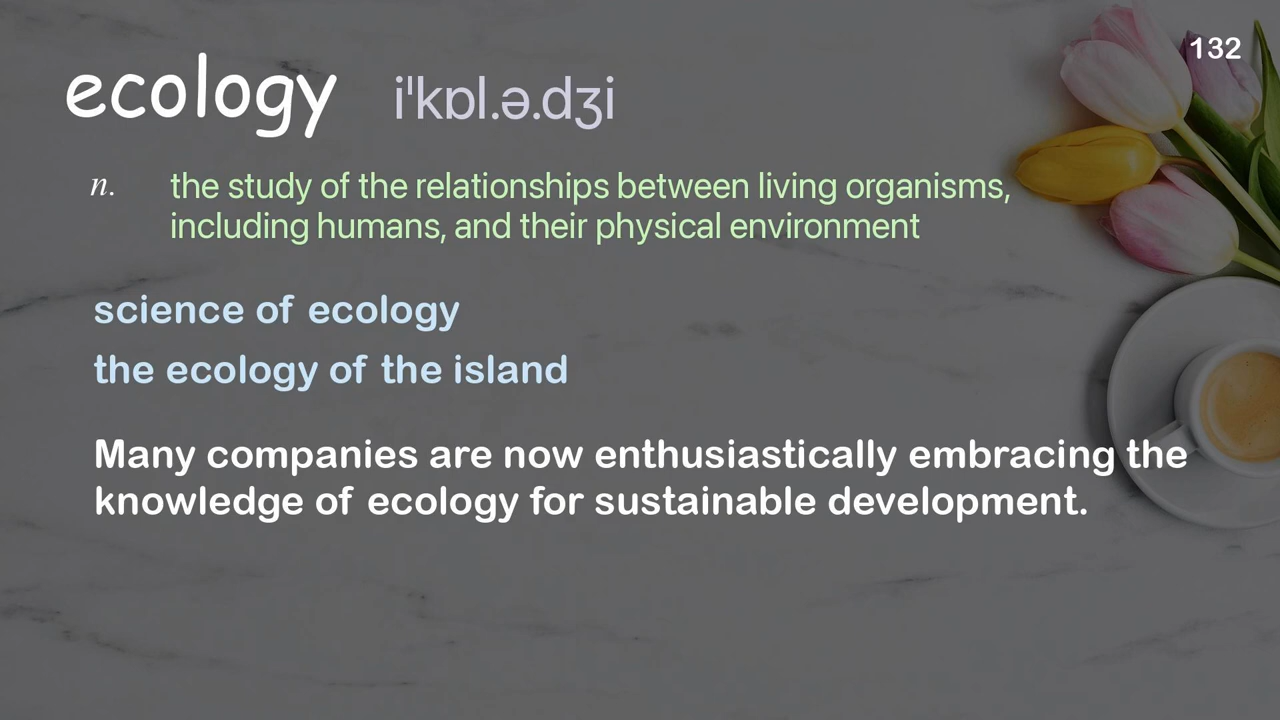 132
ecology iˈkɒl.ə.dʒi
n. the study of the relationships between living organisms,
including humans, and their physical environment
science of ecology
the ecology of the island
Many companies are now enthusiastically embracing the
knowledge of ecology for sustainable development.